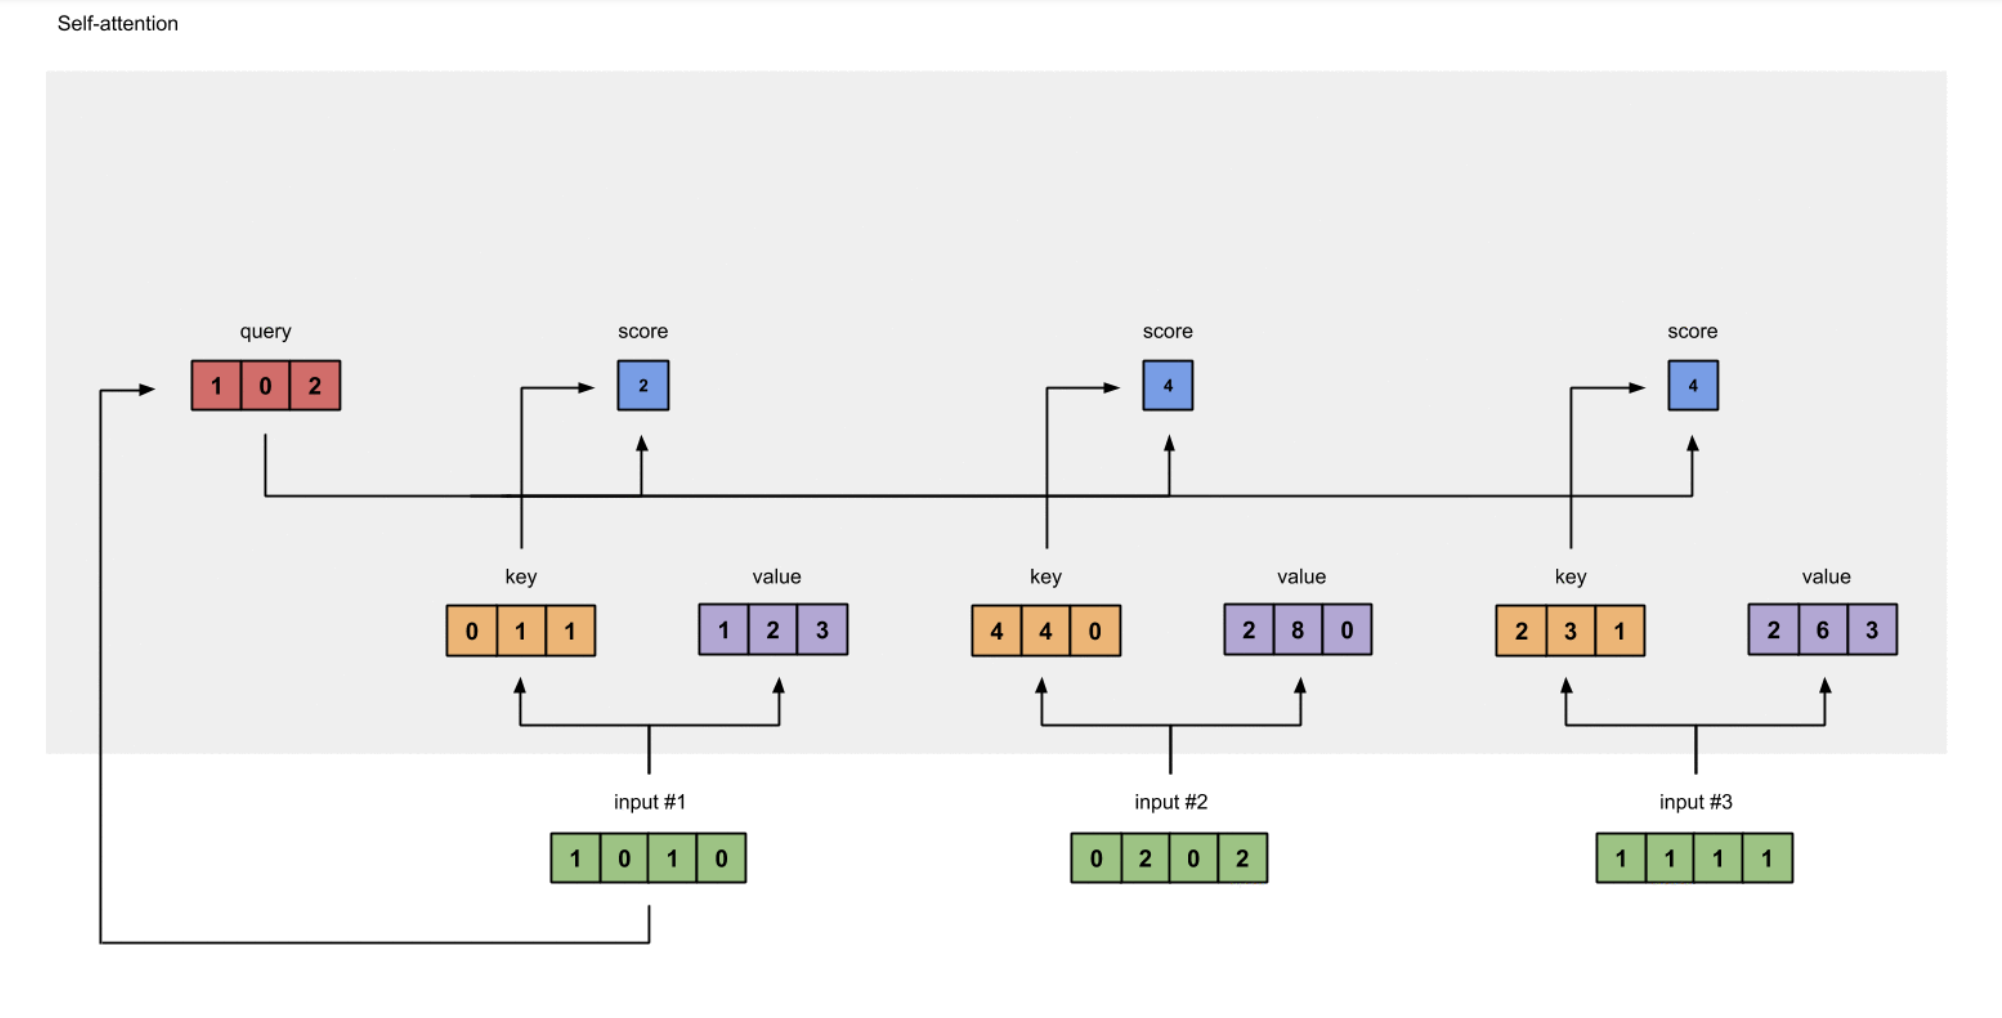 Self-attention
query score score score
1 0 2 2 4 4
key value key value key value
0 1 1 1 2 3 4 4 0 2 8 0 2 3 1 2 6 3
input #1 input #2 input #3
1 0 1 0 0 2 0 2 1 1 1 1